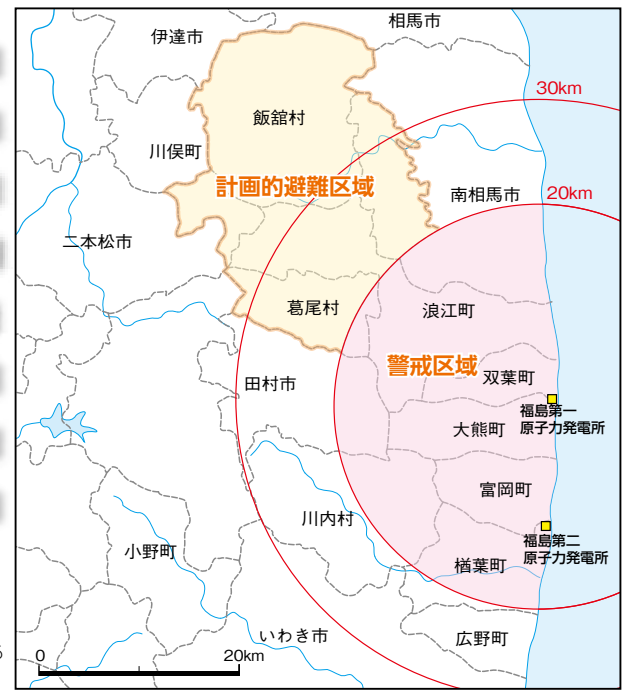 相馬市
伊達市
30km
飯舘村
川俣町
計画的避難区域
南相馬市
20km
二本松市
葛尾村
浪江町
警戒区域
双葉町
田村市
福島第一
原子力発電所
大熊町
富岡町
川内村
福島第二
原子力発電所
小野町
楢葉町
いわき市
広野町
0
20km